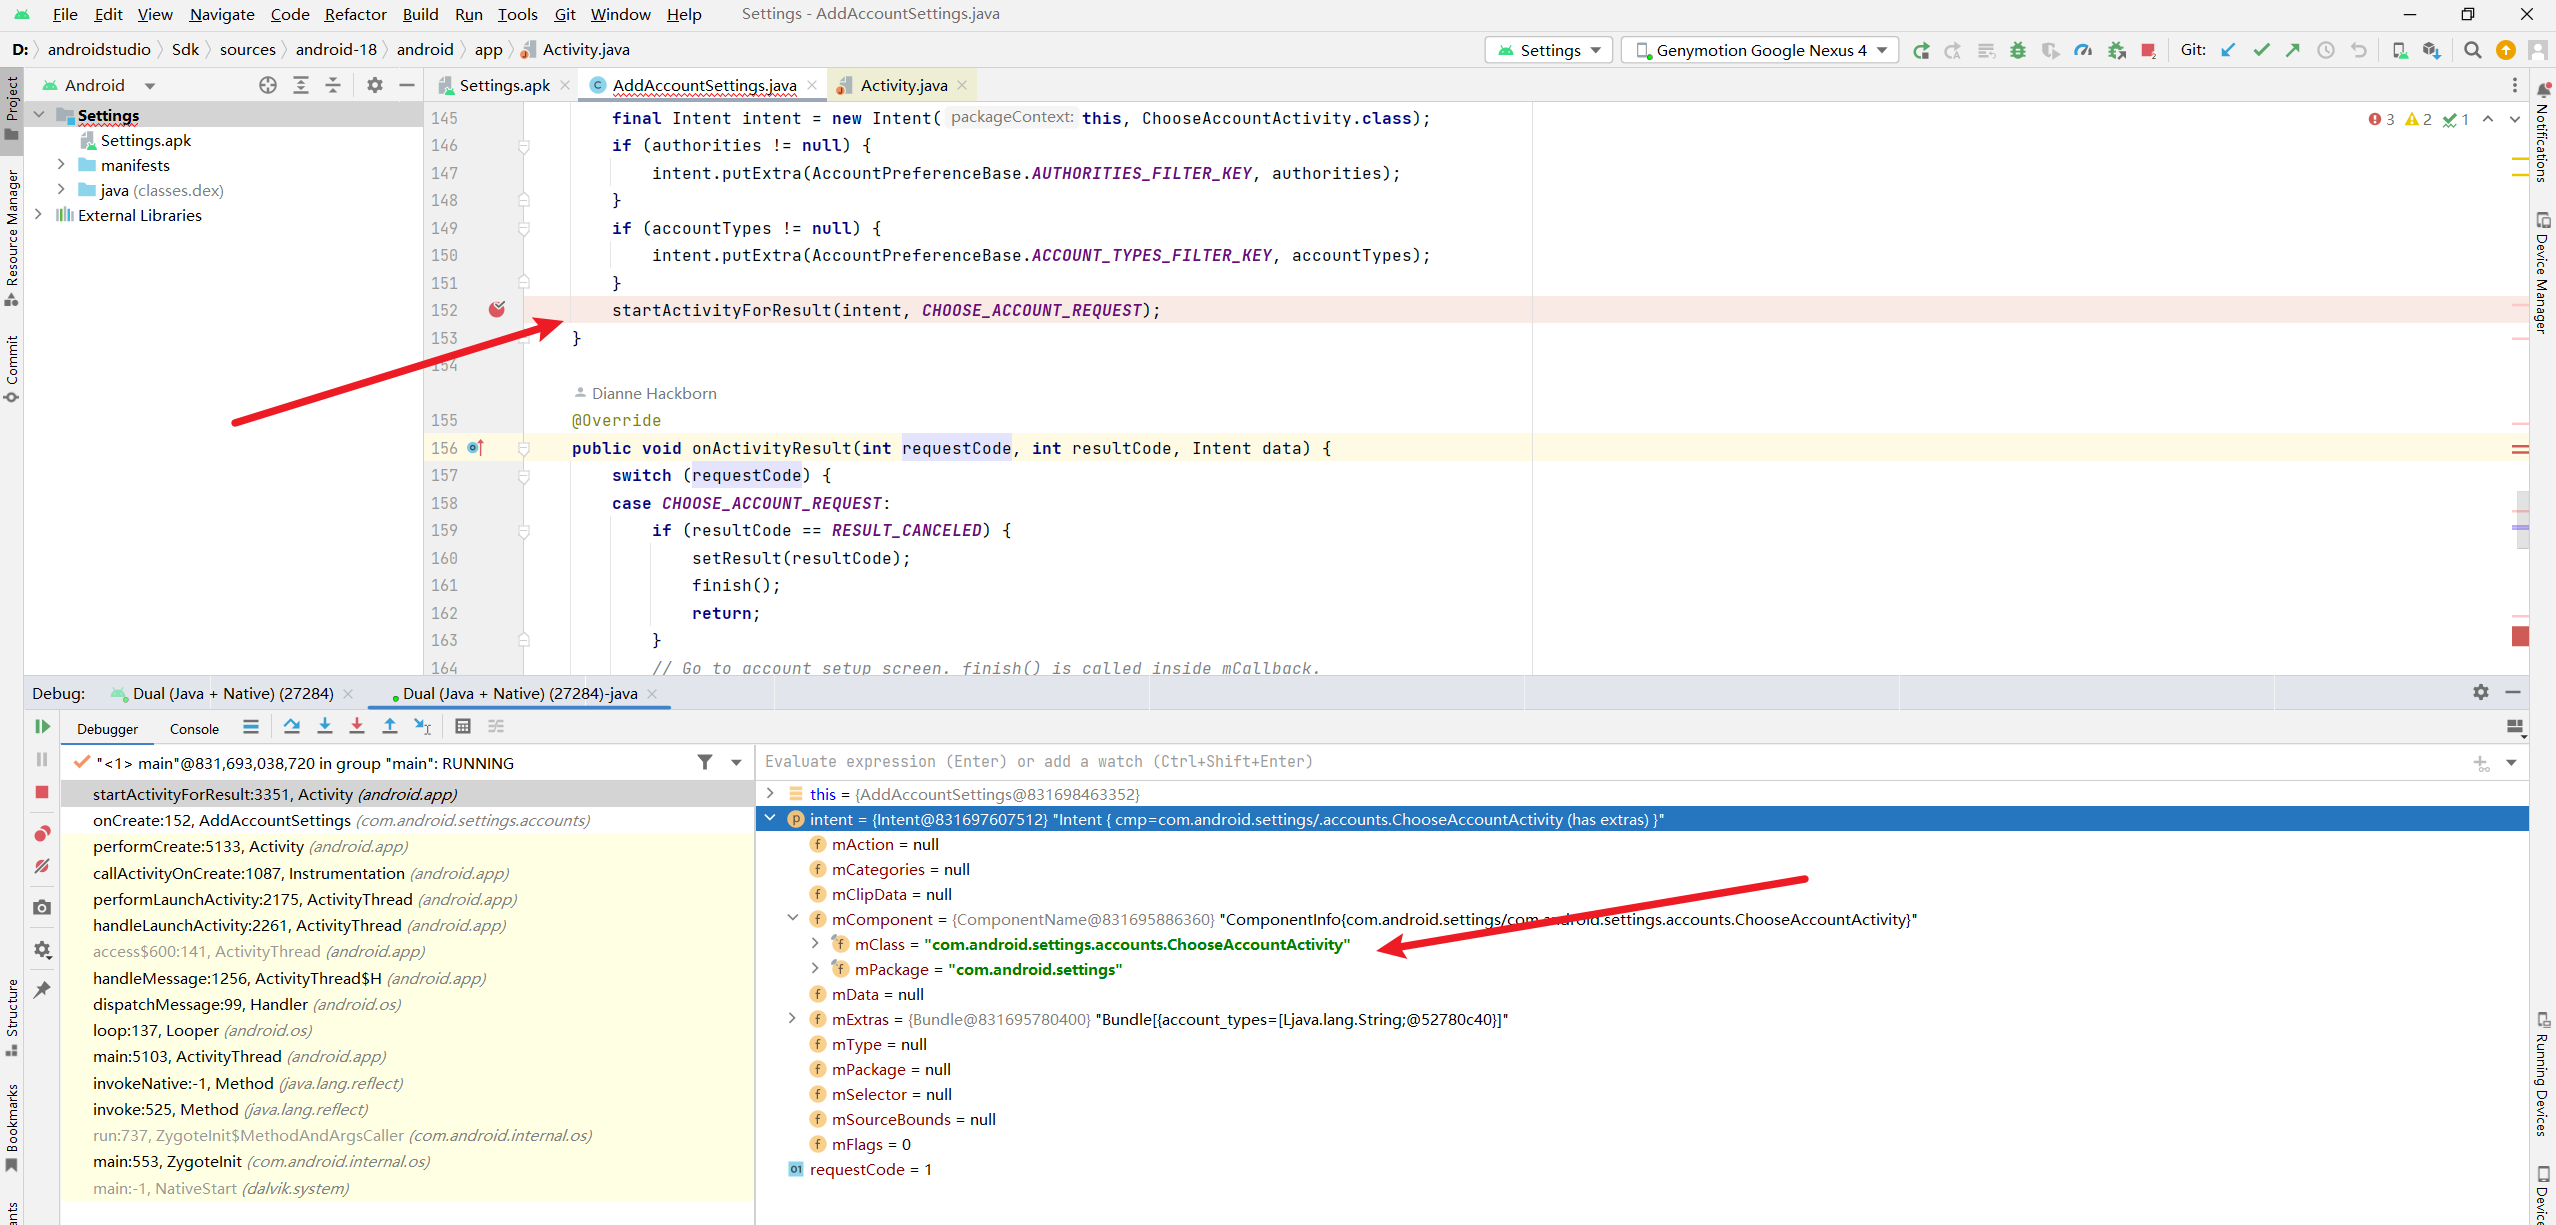 File Edit View Navigate Code Refactor Build Run Tools Git Window Help Settings - AddAccountSettings.java
D: androidstudio Sdk sources android-18 android app Activity.java Settings Genymotion Google Nexus 4 Git:
Android Settings.apk AddAccountSettings.java Activity.java
Project
Resource Manager
Commit
Structure
Bookmarks
Settings
Settings.apk
manifests
java (classes.dex)
External Libraries
3 2 1
145 final Intent intent = new Intent( packageContext: this, ChooseAccountActivity.class);
146 if (authorities != null) {
147 intent.putExtra(AccountPreferenceBase.AUTHORITIES_FILTER_KEY, authorities);
148 }
149 if (accountTypes != null) {
150 intent.putExtra(AccountPreferenceBase.ACCOUNT_TYPES_FILTER_KEY, accountTypes);
151 }
152 startActivityForResult(intent, CHOOSE_ACCOUNT_REQUEST);
153 }
154
Dianne Hackborn
155 @Override
156 public void onActivityResult(int requestCode, int resultCode, Intent data) {
157 switch (requestCode) {
158 case CHOOSE_ACCOUNT_REQUEST:
159 if (resultCode == RESULT_CANCELED) {
160 setResult(resultCode);
161 finish();
162 return;
163 }
164 // Go to account setup screen. finish() is called inside mCallback.
Notifications
Device Manager
Running Devices
Debug: Dual (Java + Native) (27284) Dual (Java + Native) (27284)-java
Debugger Console
"<1> main"@831,693,038,720 in group "main": RUNNING
startActivityForResult:3351, Activity (android.app)
onCreate:152, AddAccountSettings (com.android.settings.accounts)
performCreate:5133, Activity (android.app)
callActivityOnCreate:1087, Instrumentation (android.app)
performLaunchActivity:2175, ActivityThread (android.app)
handleLaunchActivity:2261, ActivityThread (android.app)
access$600:141, ActivityThread (android.app)
handleMessage:1256, ActivityThread$H (android.app)
dispatchMessage:99, Handler (android.os)
loop:137, Looper (android.os)
main:5103, ActivityThread (android.app)
invokeNative:-1, Method (java.lang.reflect)
invoke:525, Method (java.lang.reflect)
run:737, ZygoteInit$MethodAndArgsCaller (com.android.internal.os)
main:553, ZygoteInit (com.android.internal.os)
main:-1, NativeStart (dalvik.system)
Evaluate expression (Enter) or add a watch (Ctrl+Shift+Enter)
this = {AddAccountSettings@831698463352}
intent = {Intent@831697607512} "Intent { cmp=com.android.settings/.accounts.ChooseAccountActivity (has extras) }"
mAction = null
mCategories = null
mClipData = null
mComponent = {ComponentName@831695886360} "ComponentInfo{com.android.settings/com.android.settings.accounts.ChooseAccountActivity}"
mClass = "com.android.settings.accounts.ChooseAccountActivity"
mPackage = "com.android.settings"
mData = null
mExtras = {Bundle@831695780400} "Bundle[{account_types=[Ljava.lang.String;@52780c40}]"
mType = null
mPackage = null
mSelector = null
mSourceBounds = null
mFlags = 0
requestCode = 1